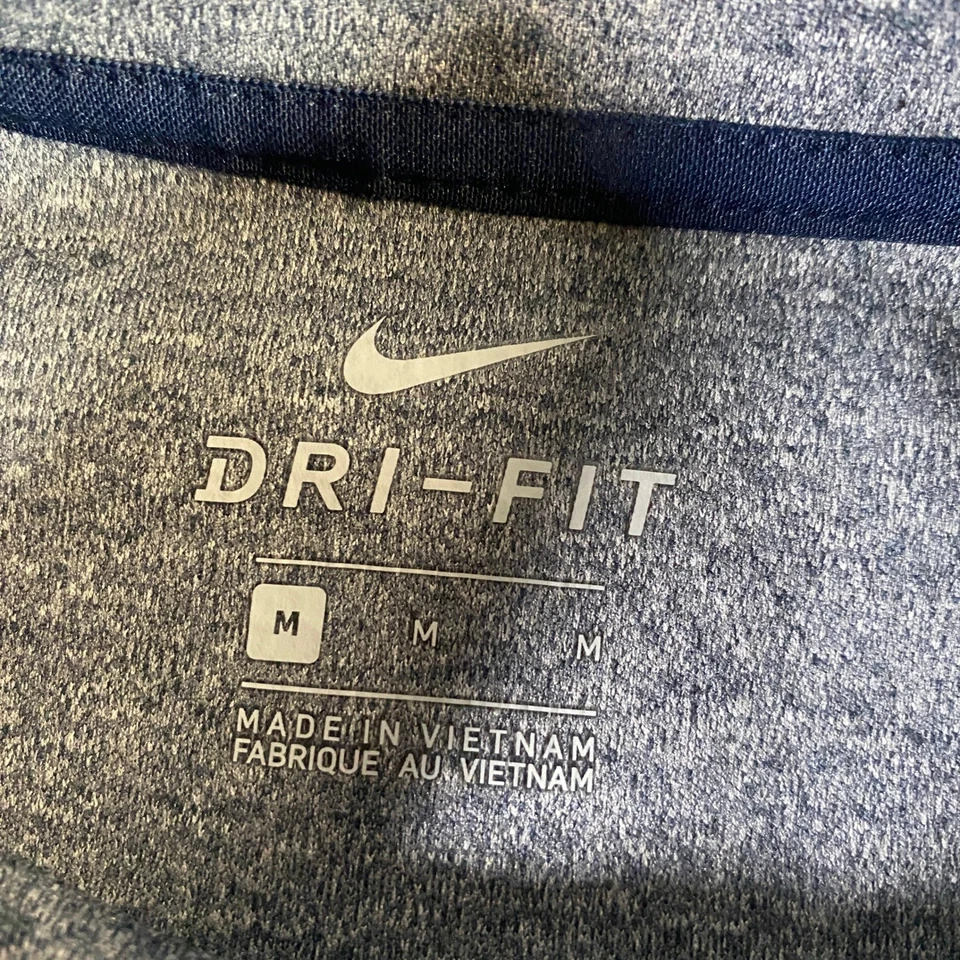 DRI-FIT
M M M
MADE IN VIETNAM
FABRIQUE AU VIETNAM